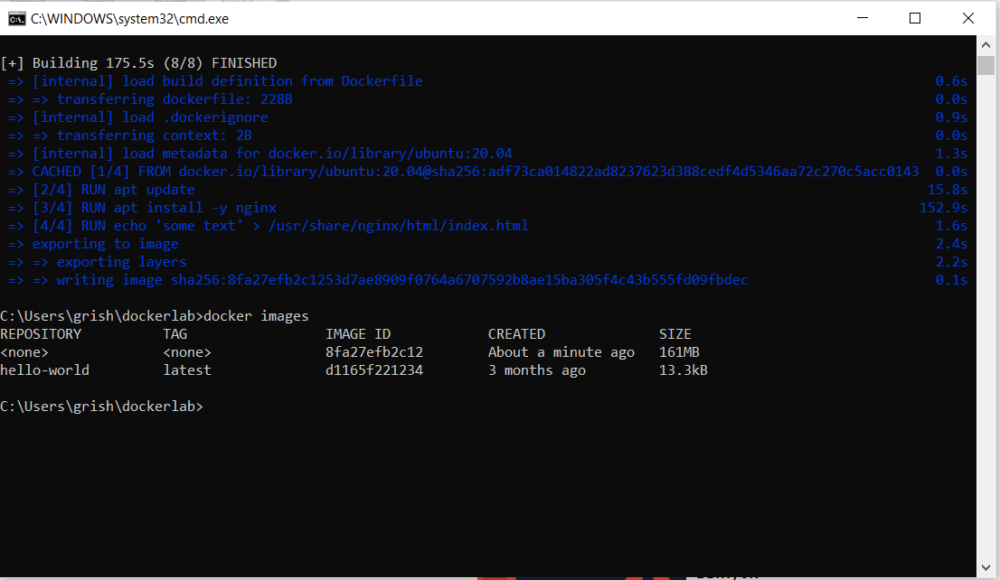 C:\WINDOWS\system32\cmd.exe
[+] Building 175.5s (8/8) FINISHED
=> [internal] load build definition from Dockerfile 0.6s
=> => transferring dockerfile: 228B 0.0s
=> [internal] load .dockerignore 0.9s
=> => transferring context: 2B 0.0s
=> [internal] load metadata for docker.io/library/ubuntu:20.04 1.3s
=> CACHED [1/4] FROM docker.io/library/ubuntu:20.04@sha256:adf73ca014822ad8237623d388cedf4d5346aa72c270c5acc0143 0.0s
=> [2/4] RUN apt update 15.8s
=> [3/4] RUN apt install -y nginx 152.9s
=> [4/4] RUN echo 'some text' > /usr/share/nginx/html/index.html 1.6s
=> exporting to image 2.4s
=> => exporting layers 2.2s
=> => writing image sha256:8fa27efb2c1253d7ae8909f0764a6707592b8ae15ba305f4c43b555fd09fbdec 0.1s
C:\Users\grish\dockerlab>docker images
REPOSITORY TAG IMAGE ID CREATED SIZE
<none> <none> 8fa27efb2c12 About a minute ago 161MB
hello-world latest d1165f221234 3 months ago 13.3kB
C:\Users\grish\dockerlab>